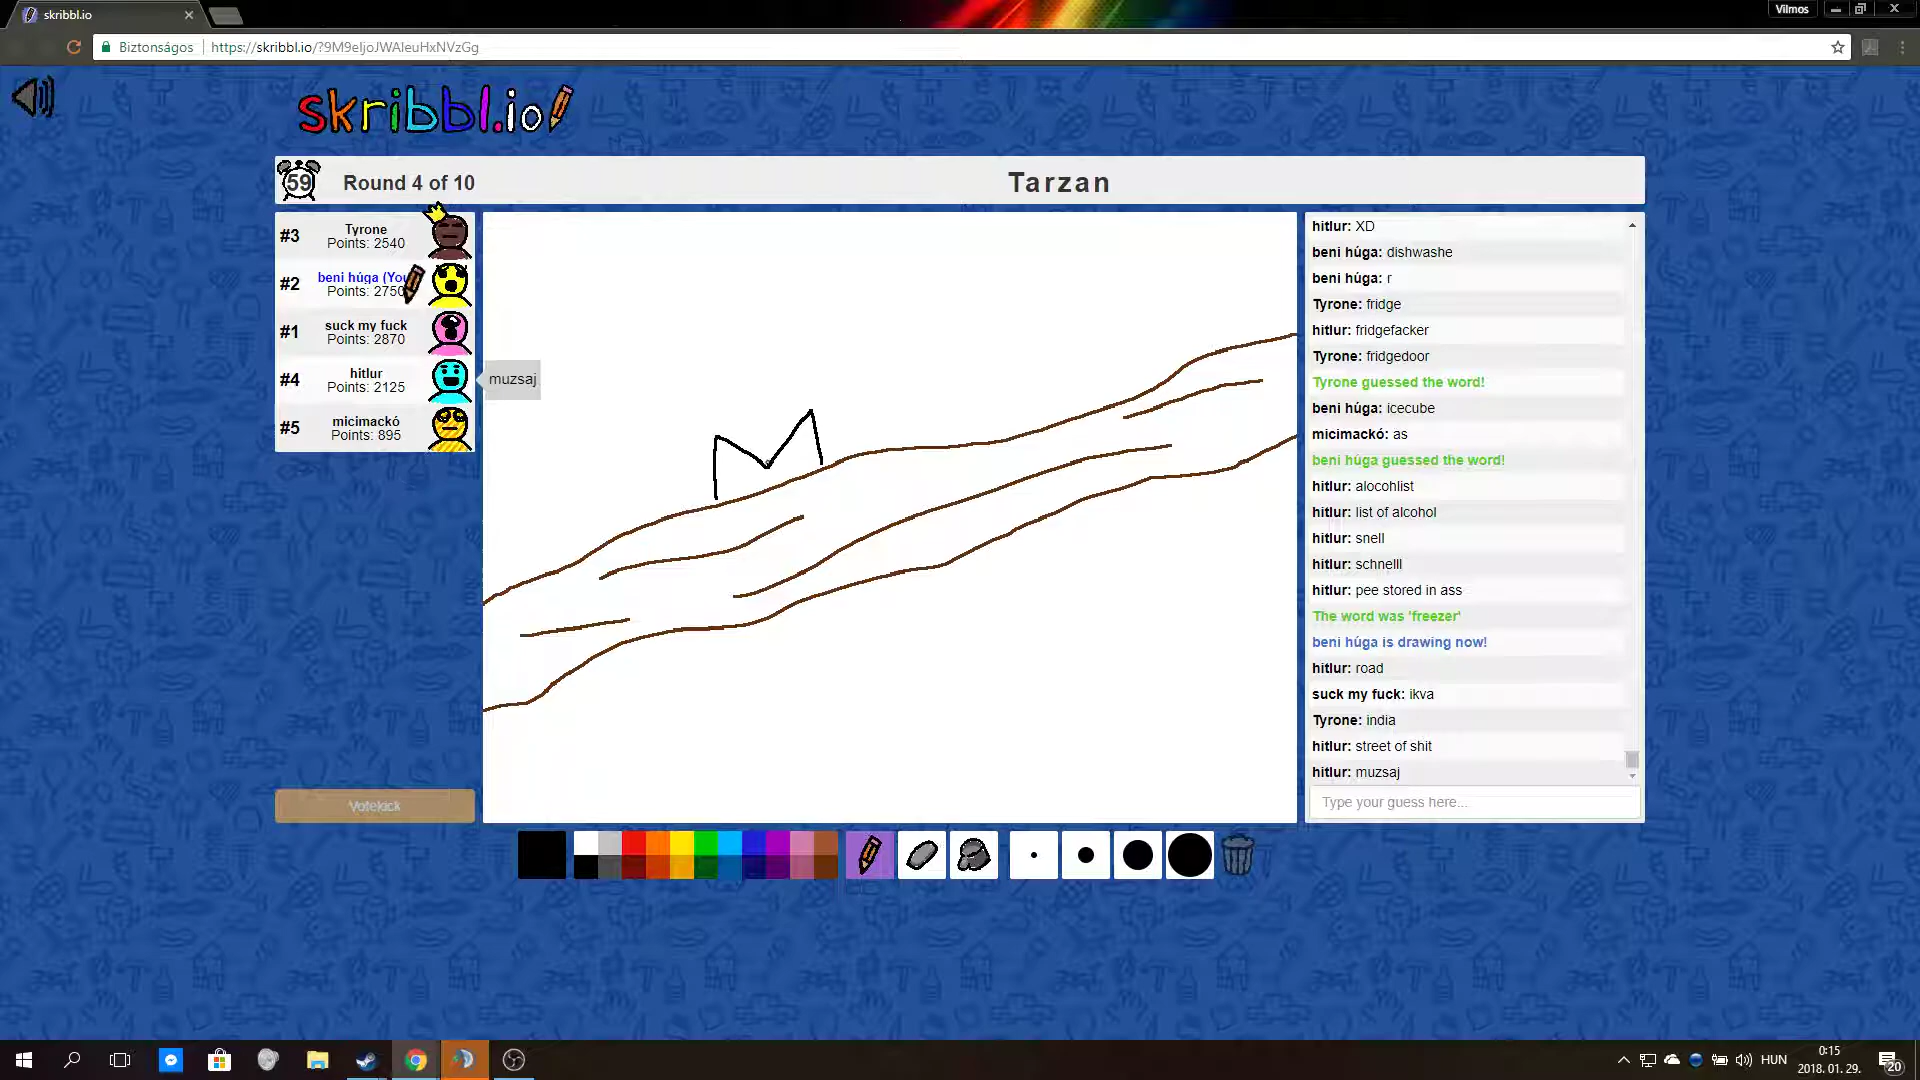 skribbl.io
Vilmos
Biztonságos
https://skribbl.io/?9M9eIjoJWAleuHxNVzGg
skribbl.io
59
Round 4 of 10
Tarzan
#3
Tyrone
Points: 2540
#2
beni húga (You
Points: 2750
#1
suck my fuck
Points: 2870
#4
hitlur
Points: 2125
muzsaj
#5
micimackó
Points: 895
Votekick
hitlur: XD
beni húga: dishwashe
beni húga: r
Tyrone: fridge
hitlur: fridgefacker
Tyrone: fridgedoor
Tyrone guessed the word!
beni húga: icecube
micimackó: as
beni húga guessed the word!
hitlur: alocohlist
hitlur: list of alcohol
hitlur: snell
hitlur: schnelll
hitlur: pee stored in ass
The word was 'freezer'
beni húga is drawing now!
hitlur: road
suck my fuck: ikva
Tyrone: india
hitlur: street of shit
hitlur: muzsaj
Type your guess here...
HUN
0:15
2018. 01. 29.
20